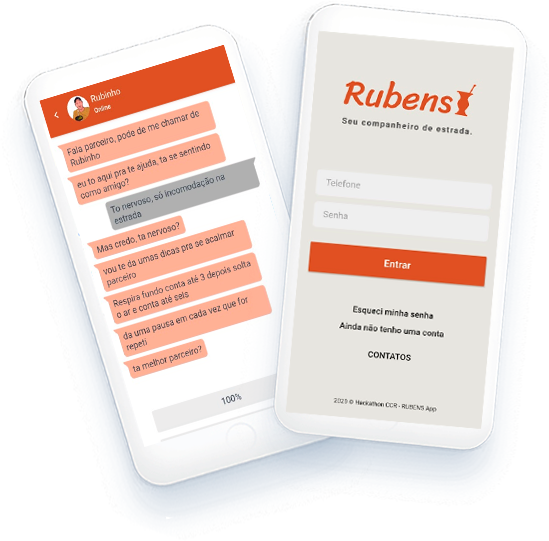 Rubinho
Online
Fala parceiro, pode de me chamar de
Rubinho
eu to aqui pra te ajuda, ta se sentindo
como amigo?
To nervoso, só incomodação na
estrada
Mas credo, ta nervoso?
vou te da umas dicas pra se acalmar
parceiro
Respira fundo conta até 3 depois solta
o ar e conta até seis
da uma pausa em cada vez que for
repeti
ta melhor parceiro?
100%
Rubens
Seu companheiro de estrada.
Telefone
Senha
Entrar
Esqueci minha senha
Ainda não tenho uma conta
CONTATOS
2020 © Hackathon CCR - RUBENS App